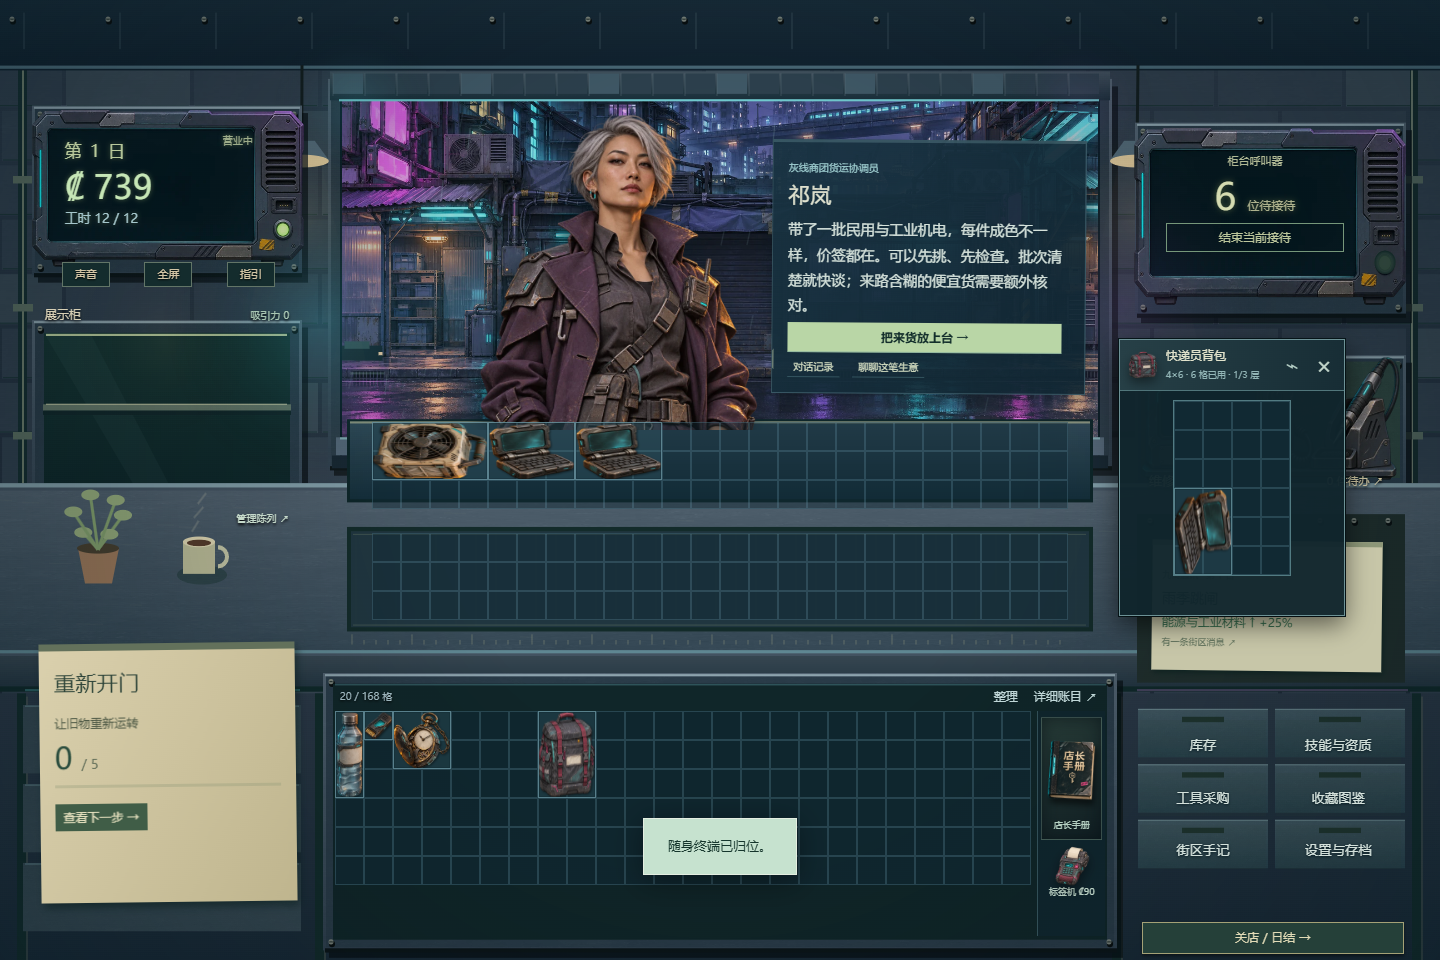 第 1 日
营业中
₡ 739
工时 12 / 12
声音
全屏
指引
展示柜
吸引力 0
管理陈列 ↗
灰线商团货运协调员
祁岚
带了一批民用与工业机电，每件成色不一
样，价签都在。可以先挑、先检查。批次清
楚就快谈；来路含糊的便宜货需要额外核
对。
把来货放上台 →
对话记录
聊聊这笔生意
柜台呼叫器
6 位待接待
结束当前接待
快递员背包
4×6 · 6 格已用 · 1/3 层
待办 ↗
能源与工业材料 ↑ +25%
有一条街区消息 ↗
重新开门
让旧物重新运转
0 / 5
查看下一步 →
20 / 168 格
整理
详细账目 ↗
店长
手册
店长手册
标签机 ₡90
随身终端已归位。
库存
技能与资质
工具采购
收藏图鉴
街区手记
设置与存档
关店 / 日结 →